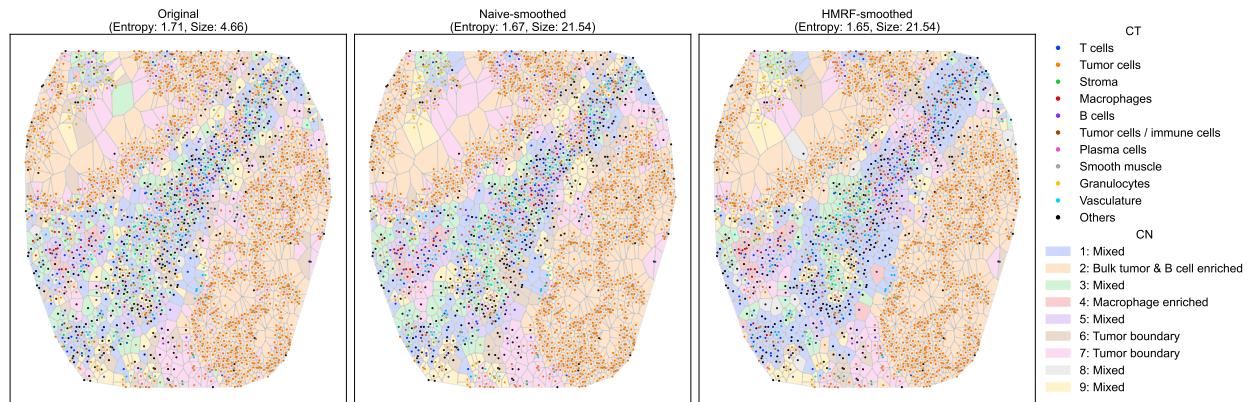 Original
(Entropy: 1.71, Size: 4.66)
Naive-smoothed
(Entropy: 1.67, Size: 21.54)
HMRF-smoothed
(Entropy: 1.65, Size: 21.54)
CT
T cells
Tumor cells
Stroma
Macrophages
B cells
Tumor cells / immune cells
Plasma cells
Smooth muscle
Granulocytes
Vasculature
Others
CN
1: Mixed
2: Bulk tumor & B cell enriched
3: Mixed
4: Macrophage enriched
5: Mixed
6: Tumor boundary
7: Tumor boundary
8: Mixed
9: Mixed